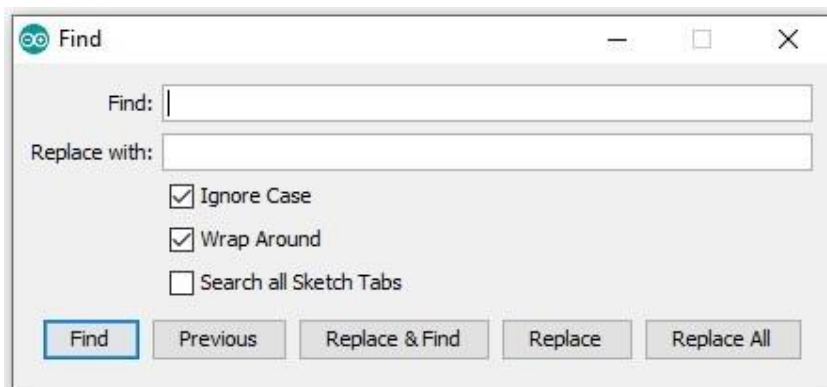 Find
Find:
Replace with:
Ignore Case
Wrap Around
Search all Sketch Tabs
Find Previous Replace & Find Replace Replace All